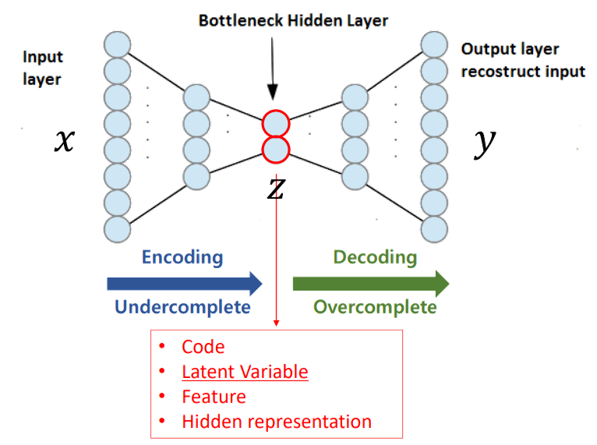 Bottleneck Hidden Layer
Input
layer
Output layer
recostruct input
x
y
z
Encoding
Decoding
Undercomplete
Overcomplete
• Code
• Latent Variable
• Feature
• Hidden representation